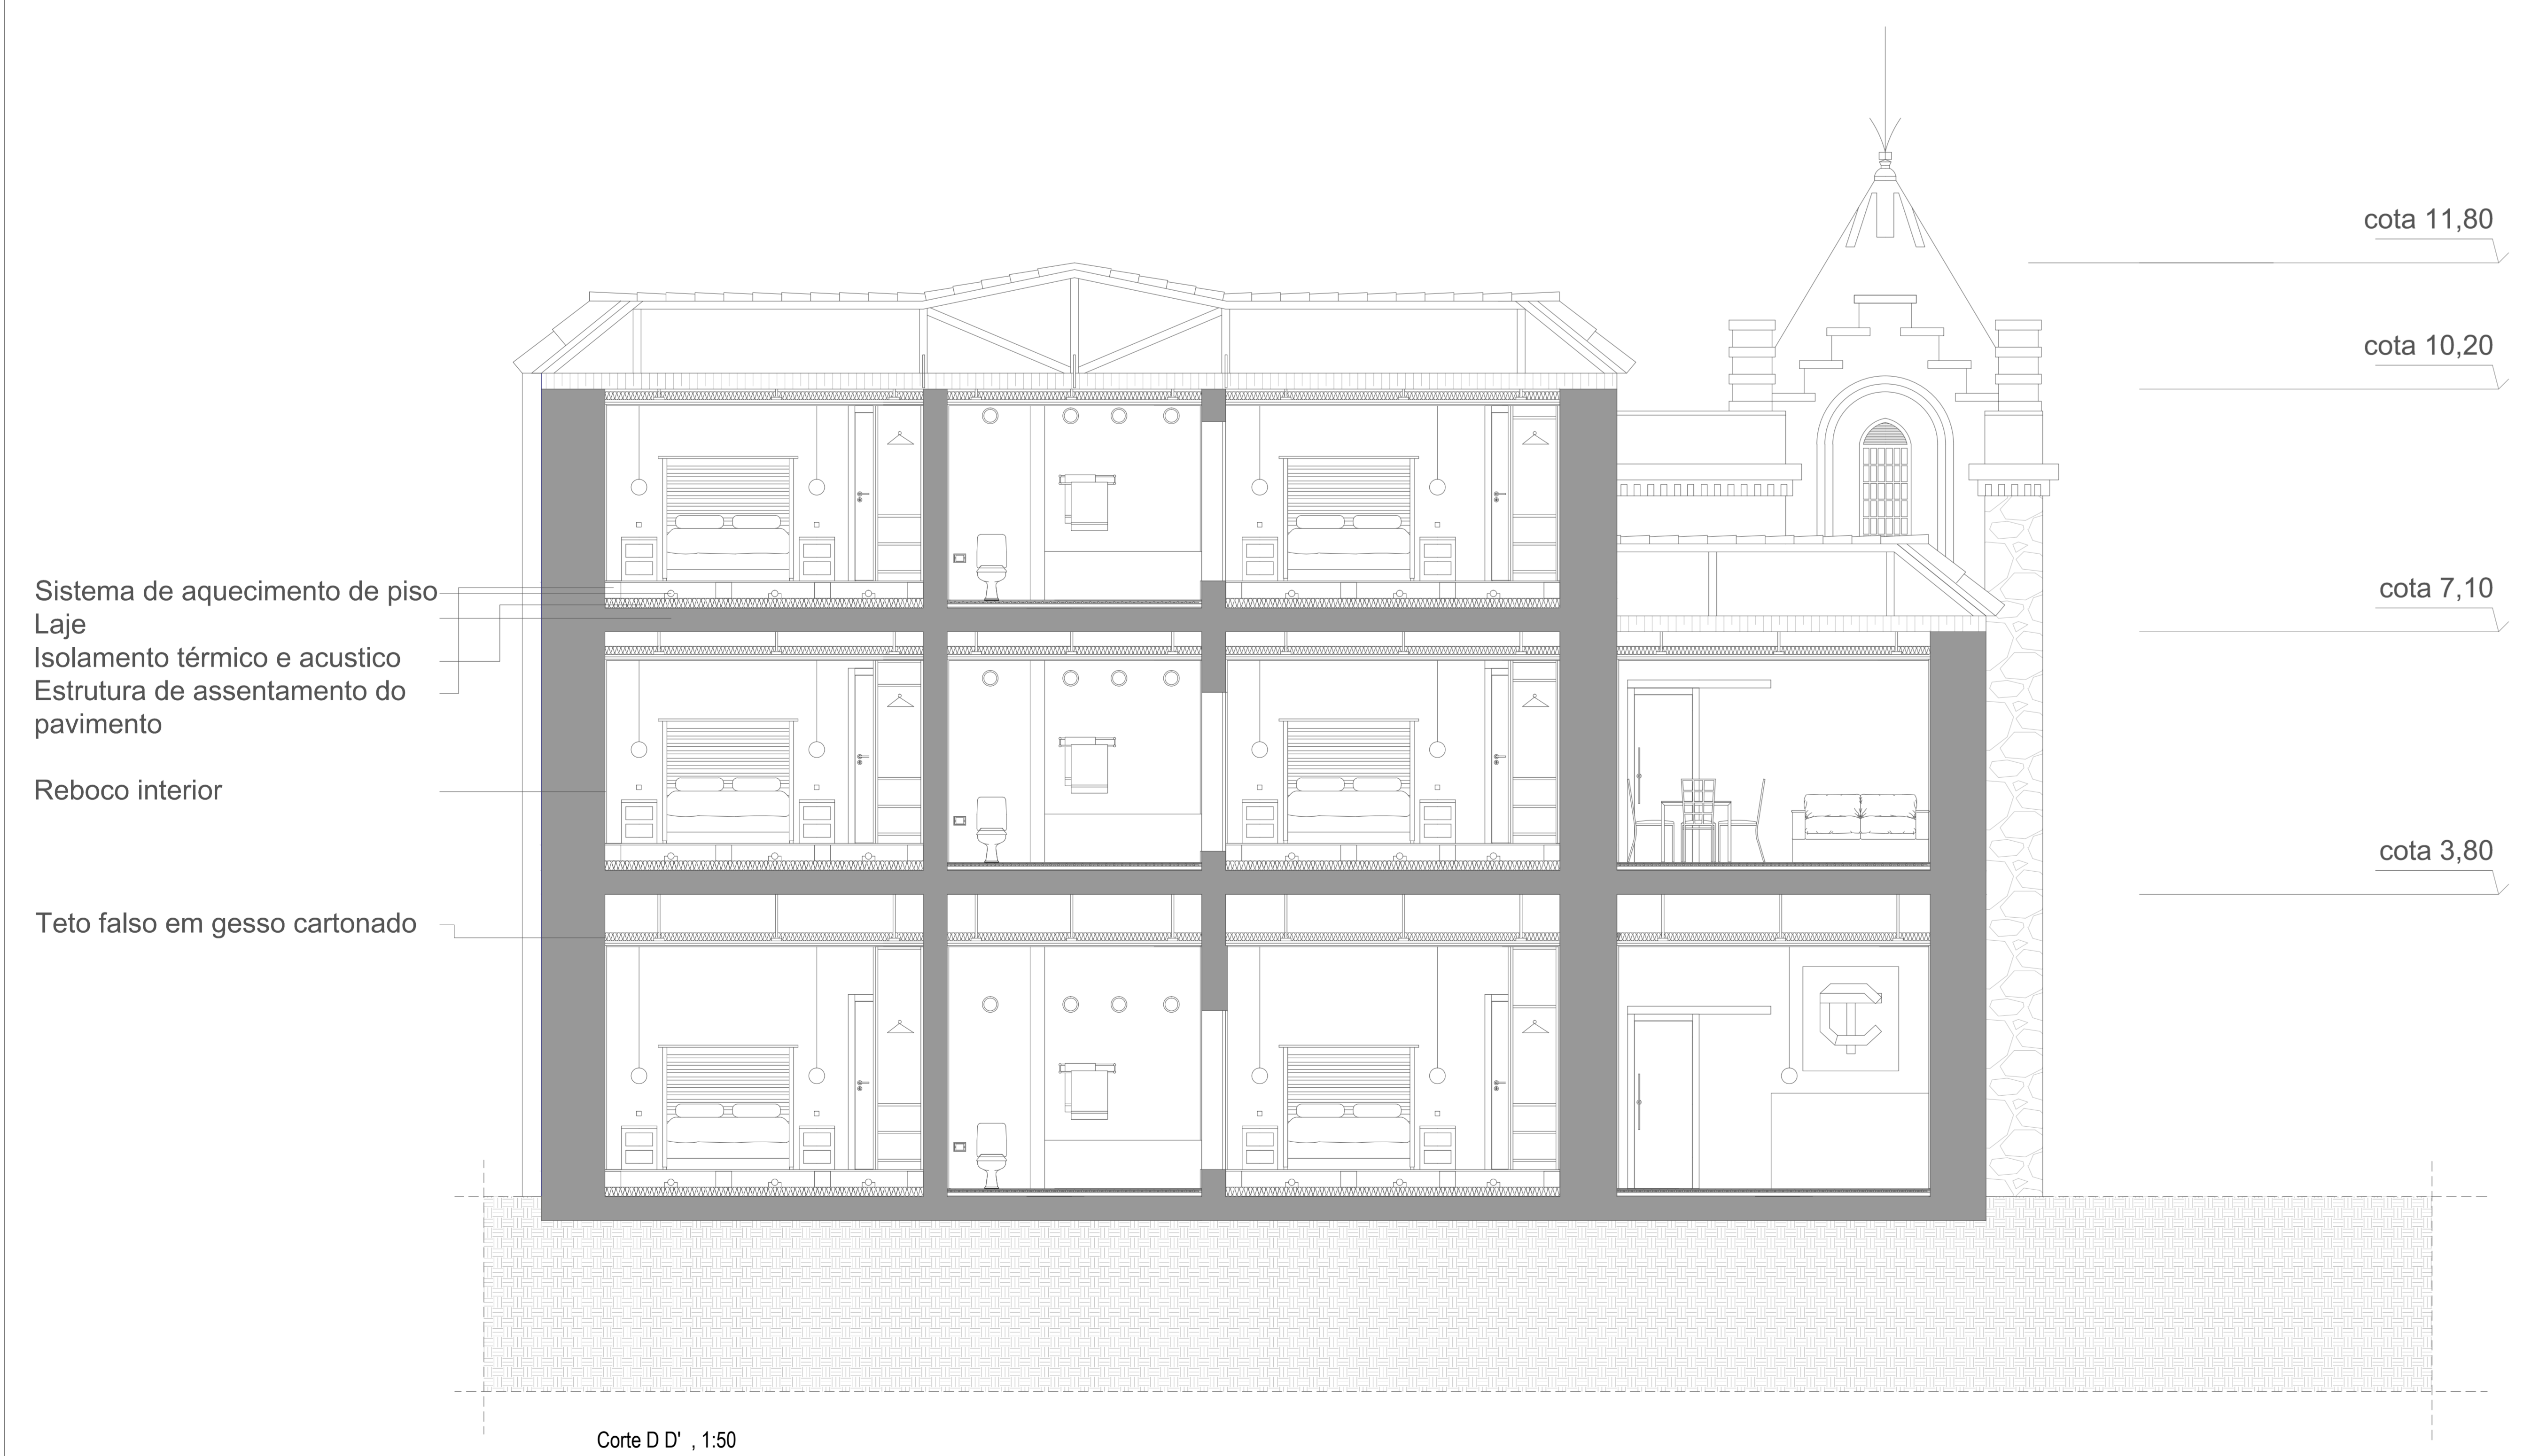 cota 11,80
cota 10,20
cota 7,10
cota 3,80
Sistema de aquecimento de piso
Laje
Isolamento térmico e acustico
Estrutura de assentamento do
pavimento
Reboco interior
Teto falso em gesso cartonado
Corte D D' , 1:50